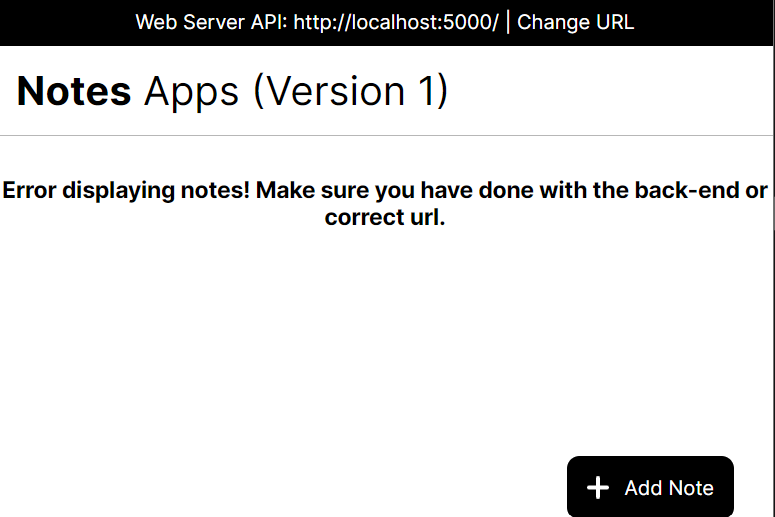 Web Server API: http://localhost:5000/ | Change URL
Notes Apps (Version 1)
Error displaying notes! Make sure you have done with the back-end or
correct url.
Add Note